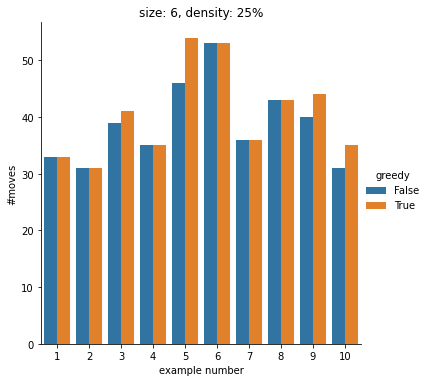 size: 6, density: 25%
50
40
30
20
10
0
#moves
1 2 3 4 5 6 7 8 9 10
example number
greedy
False
True